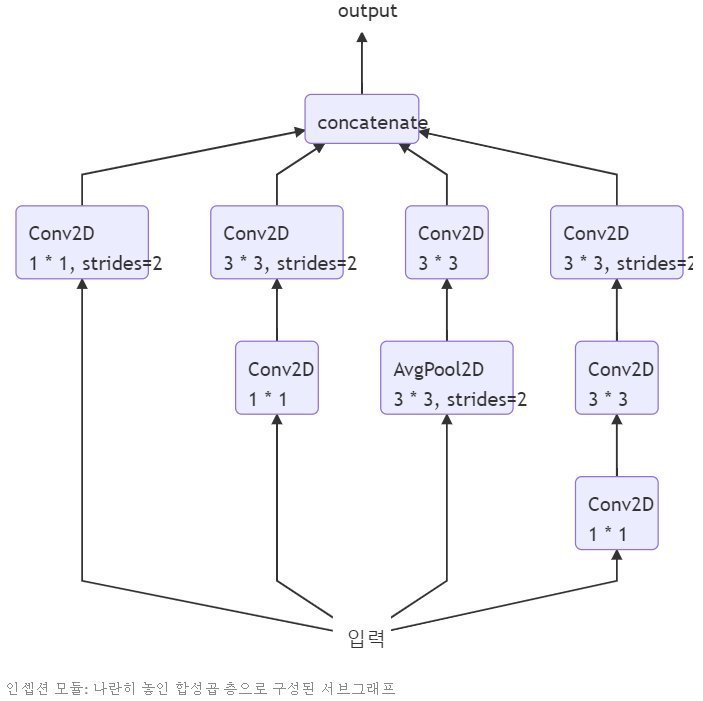 output
concatenate
Conv2D
1 * 1, strides=2
Conv2D
3 * 3, strides=2
Conv2D
3 * 3
Conv2D
3 * 3, strides=2
Conv2D
1 * 1
AvgPool2D
3 * 3, strides=2
Conv2D
3 * 3
Conv2D
1 * 1
입력
인셉션 모듈: 나란히 놓인 합성곱 층으로 구성된 서브그래프